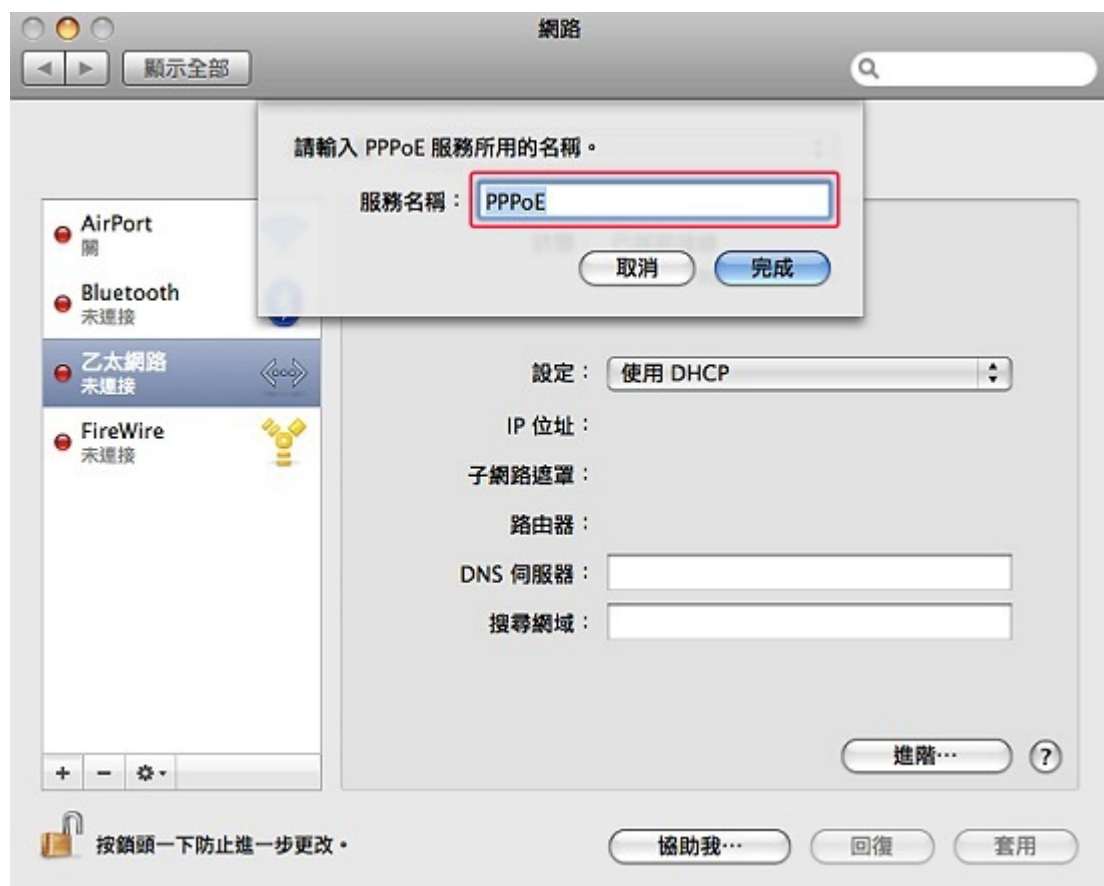 網路
顯示全部
請輸入 PPPoE 服務所用的名稱。
服務名稱：PPPoE
取消
完成
AirPort
關
Bluetooth
未連接
乙太網路
未連接
FireWire
未連接
設定：使用 DHCP
IP 位址：
子網路遮罩：
路由器：
DNS 伺服器：
搜尋網域：
進階…
?
按鎖頭一下防止進一步更改。
協助我…
回復
套用